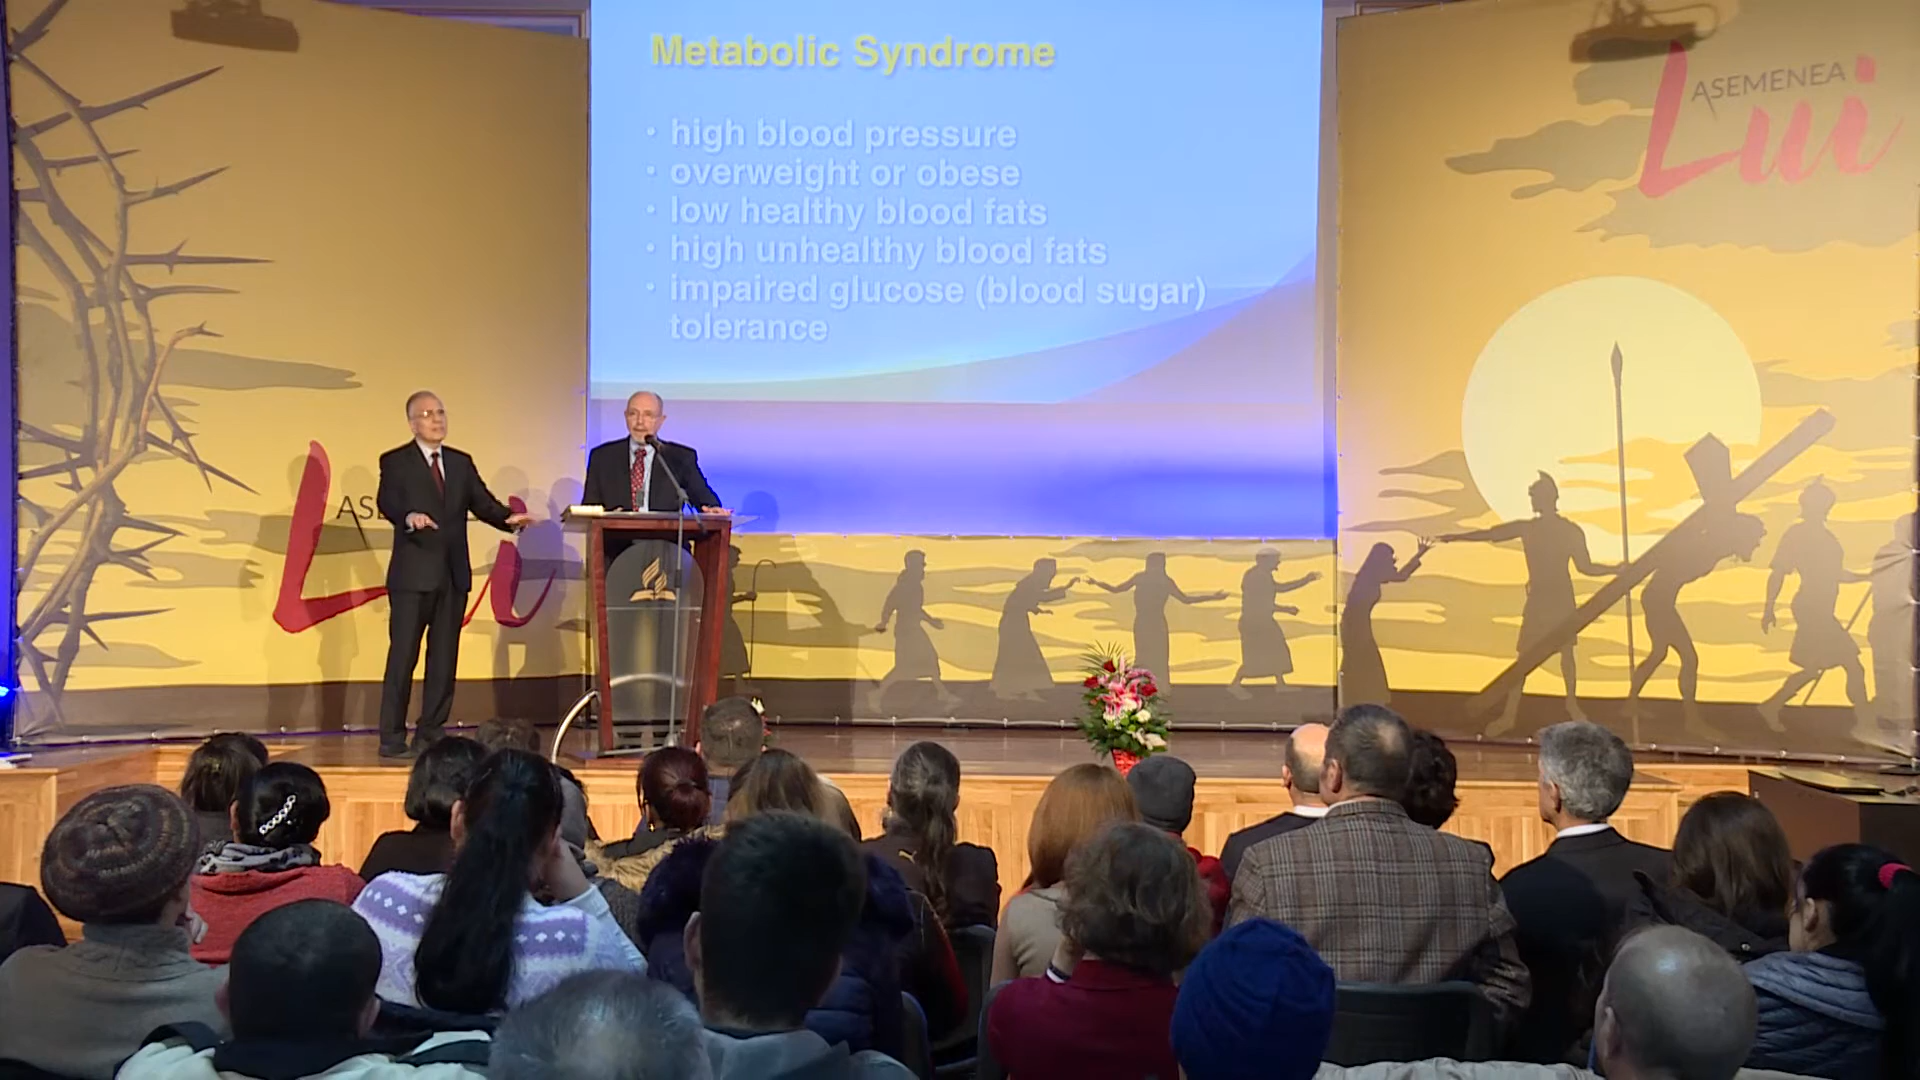 Metabolic Syndrome
• high blood pressure
• overweight or obese
• low healthy blood fats
• high unhealthy blood fats
• impaired glucose (blood sugar)
tolerance
ASEMENEA
Lui
Lui